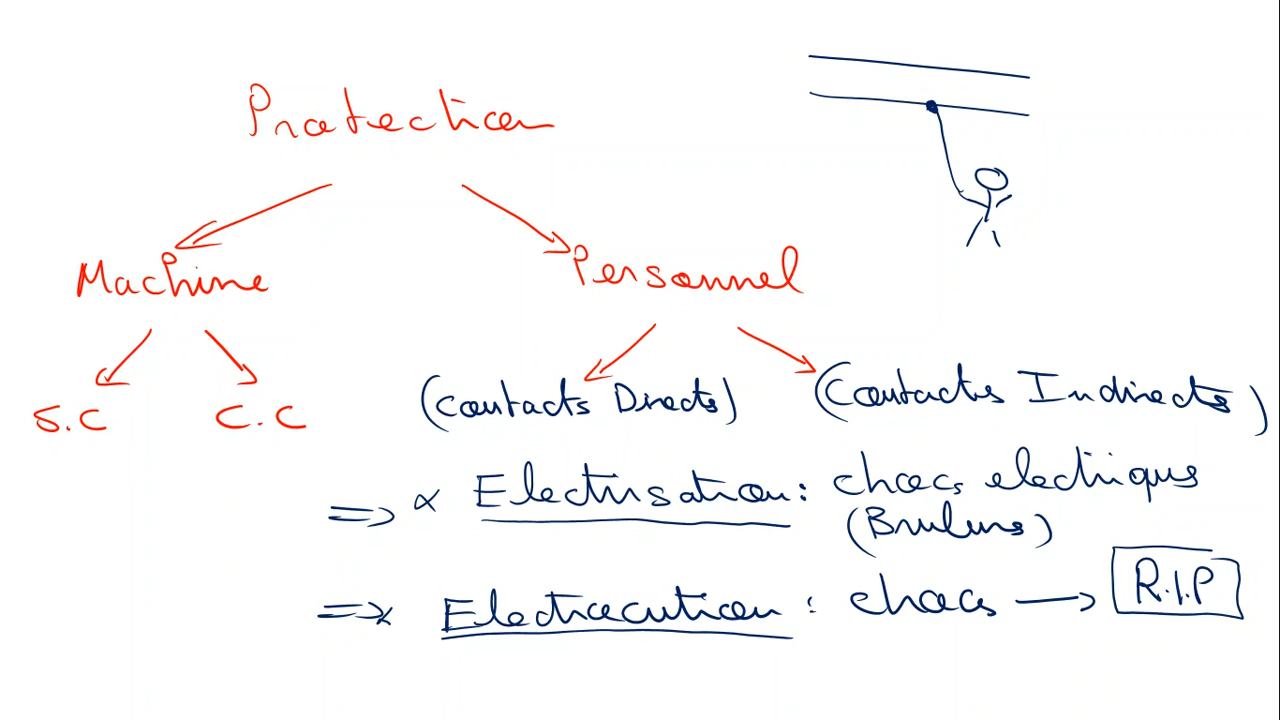 Protection
Machine Personnel
S.C C.C (Contacts Directs) (Contacts Indirects)
=> Electrisation : chocs electriques
(Brulures)
=> x Electrocution : chocs → R.I.P